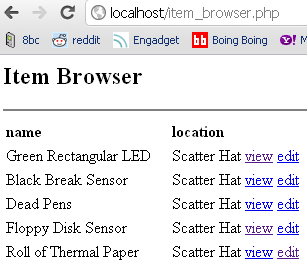 localhost/item_browser.php
8bc reddit Engadget Boing Boing Y!
Item Browser
name location
Green Rectangular LED Scatter Hat view edit
Black Break Sensor Scatter Hat view edit
Dead Pens Scatter Hat view edit
Floppy Disk Sensor Scatter Hat view edit
Roll of Thermal Paper Scatter Hat view edit